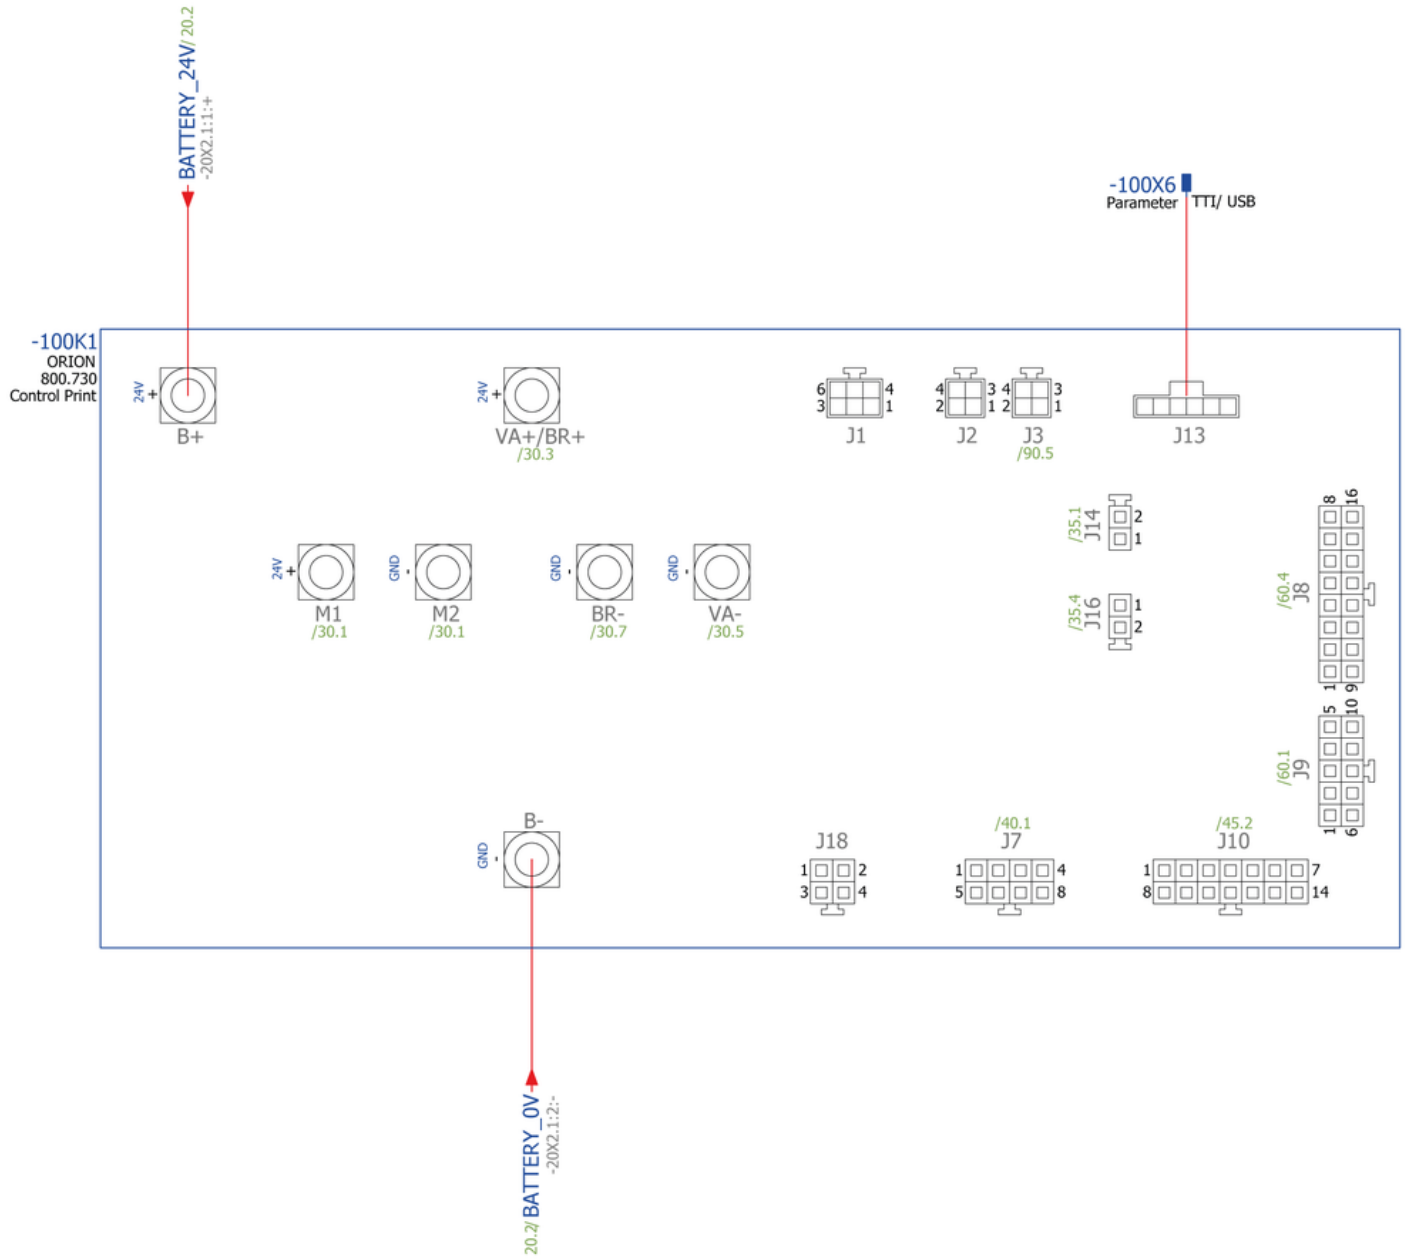 BATTERY_24V/ 20.2
-20X2.1:1:+
-100X6
Parameter
TTI/ USB
-100K1
ORION
800.730
Control Print
24V
+
B+
24V
+
VA+/BR+
/30.3
6
4
3
1
J1
4
3
2
1
J2
4
3
2
1
J3
/90.5
J13
24V
+
M1
/30.1
GND
-
M2
/30.1
GND
-
BR-
/30.7
GND
-
VA-
/30.5
/35.1
J14
2
1
/35.4
J16
1
2
8
16
/60.4
J8
1
9
5
10
/60.1
J9
1
6
B-
GND
-
J18
1
2
3
4
/40.1
J7
1
4
5
8
/45.2
J10
1
7
8
14
20.2/ BATTERY_0V
-20X2.1:2:-